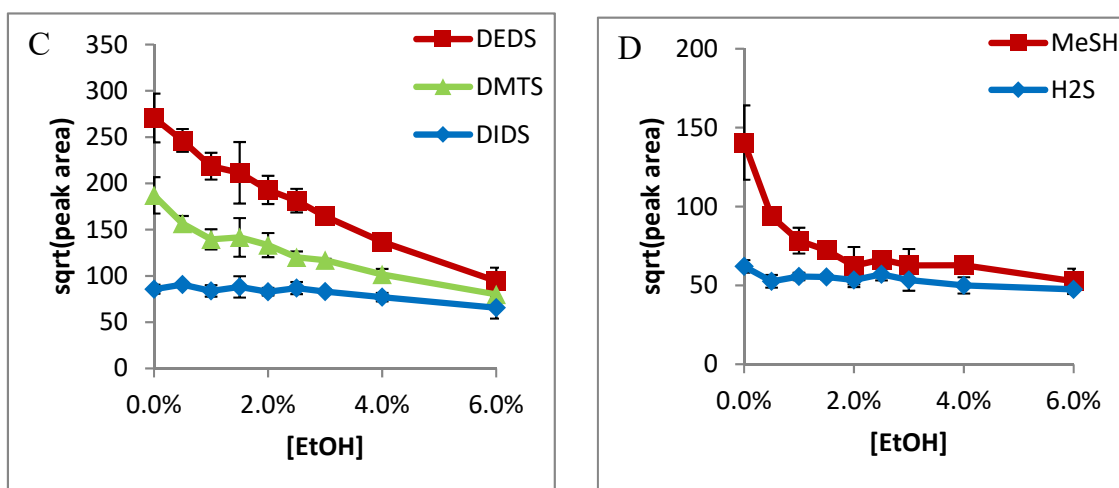 C
DEDS
DMTS
DIDS
350
300
250
200
150
100
50
0
sqrt(peak area)
0.0%
2.0%
4.0%
6.0%
[EtOH]
D
MeSH
H2S
200
150
100
50
0
sqrt(peak area)
0.0%
2.0%
4.0%
6.0%
[EtOH]